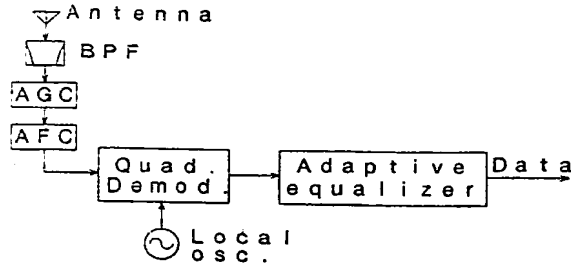 Antenna
BPF
AGC
AFC
Quad.
Demod.
Adaptive
equalizer
Data
Local
osc.